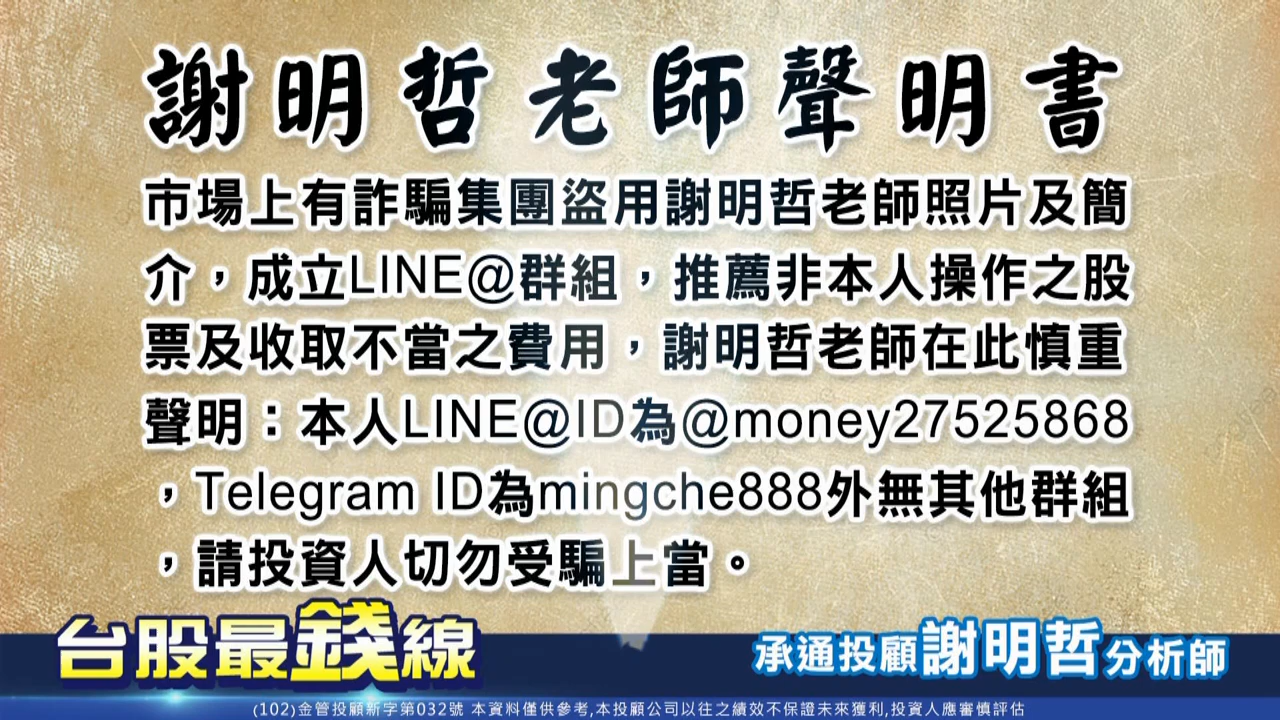 謝明哲老師聲明書
市場上有詐騙集團盜用謝明哲老師照片及簡
介，成立LINE@群組，推薦非本人操作之股
票及收取不當之費用，謝明哲老師在此慎重
聲明：本人LINE@ID為@money27525868
，Telegram ID為mingche888外無其他群組
，請投資人切勿受騙上當。
台股最錢線
承通投顧謝明哲分析師
(102)金管投顧新字第032號 本資料僅供參考,本投顧公司以往之績效不保證未來獲利,投資人應審慎評估